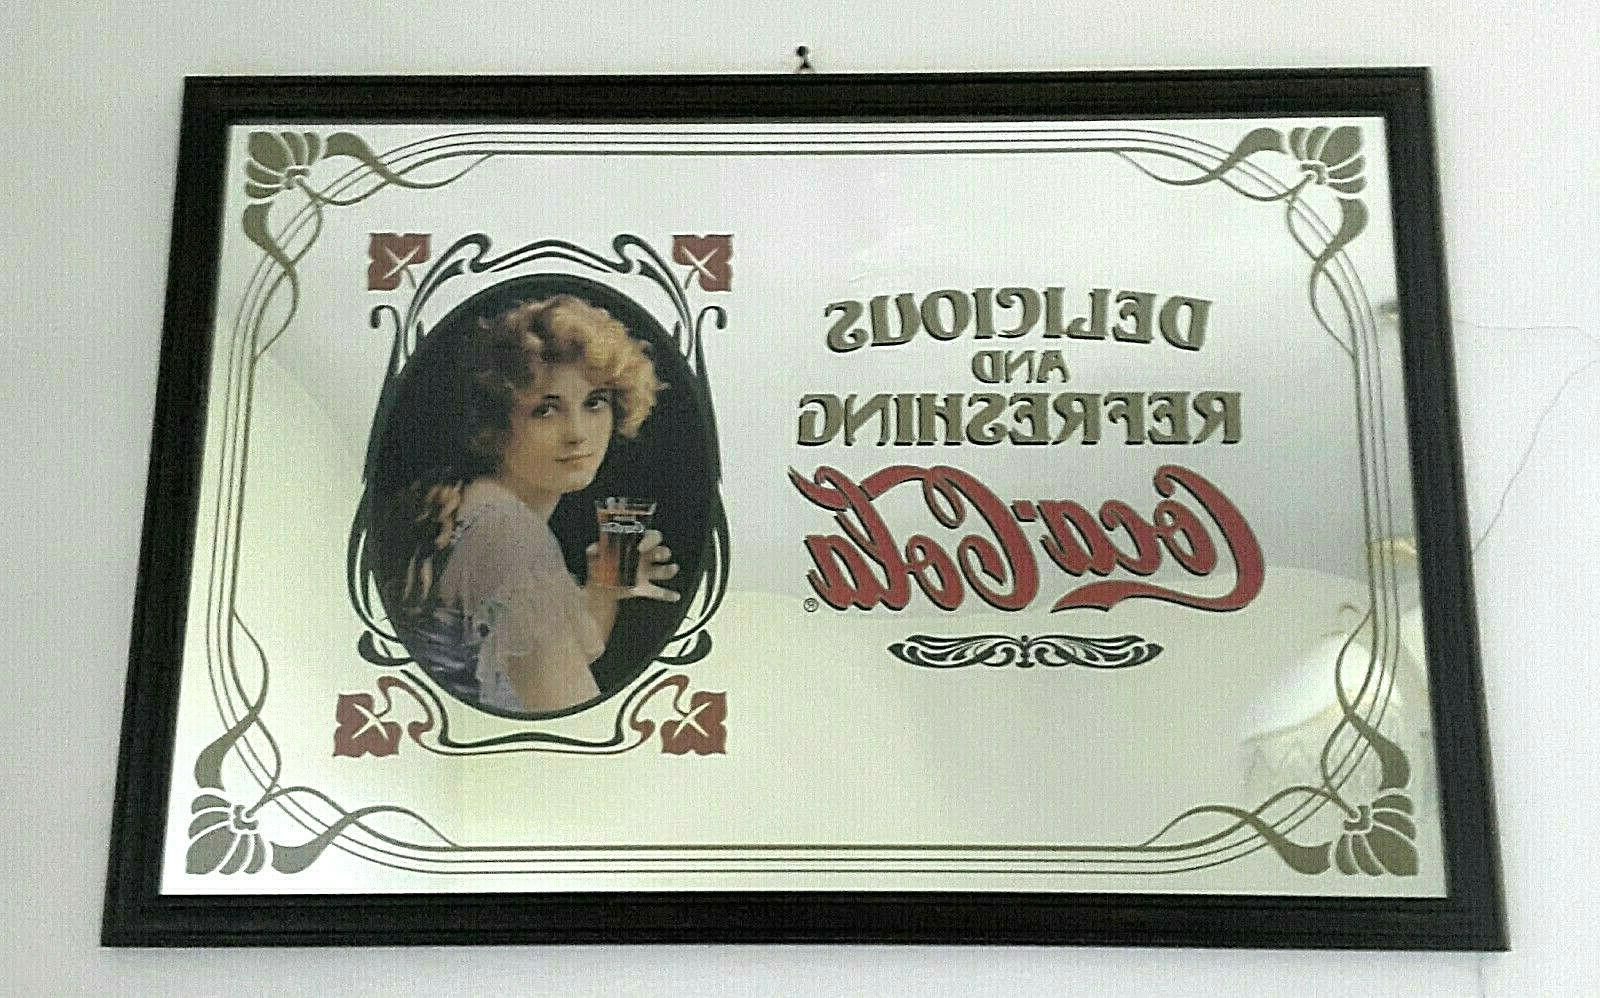 DELICIOUS
AND
REFRESHING
Coca-Cola®